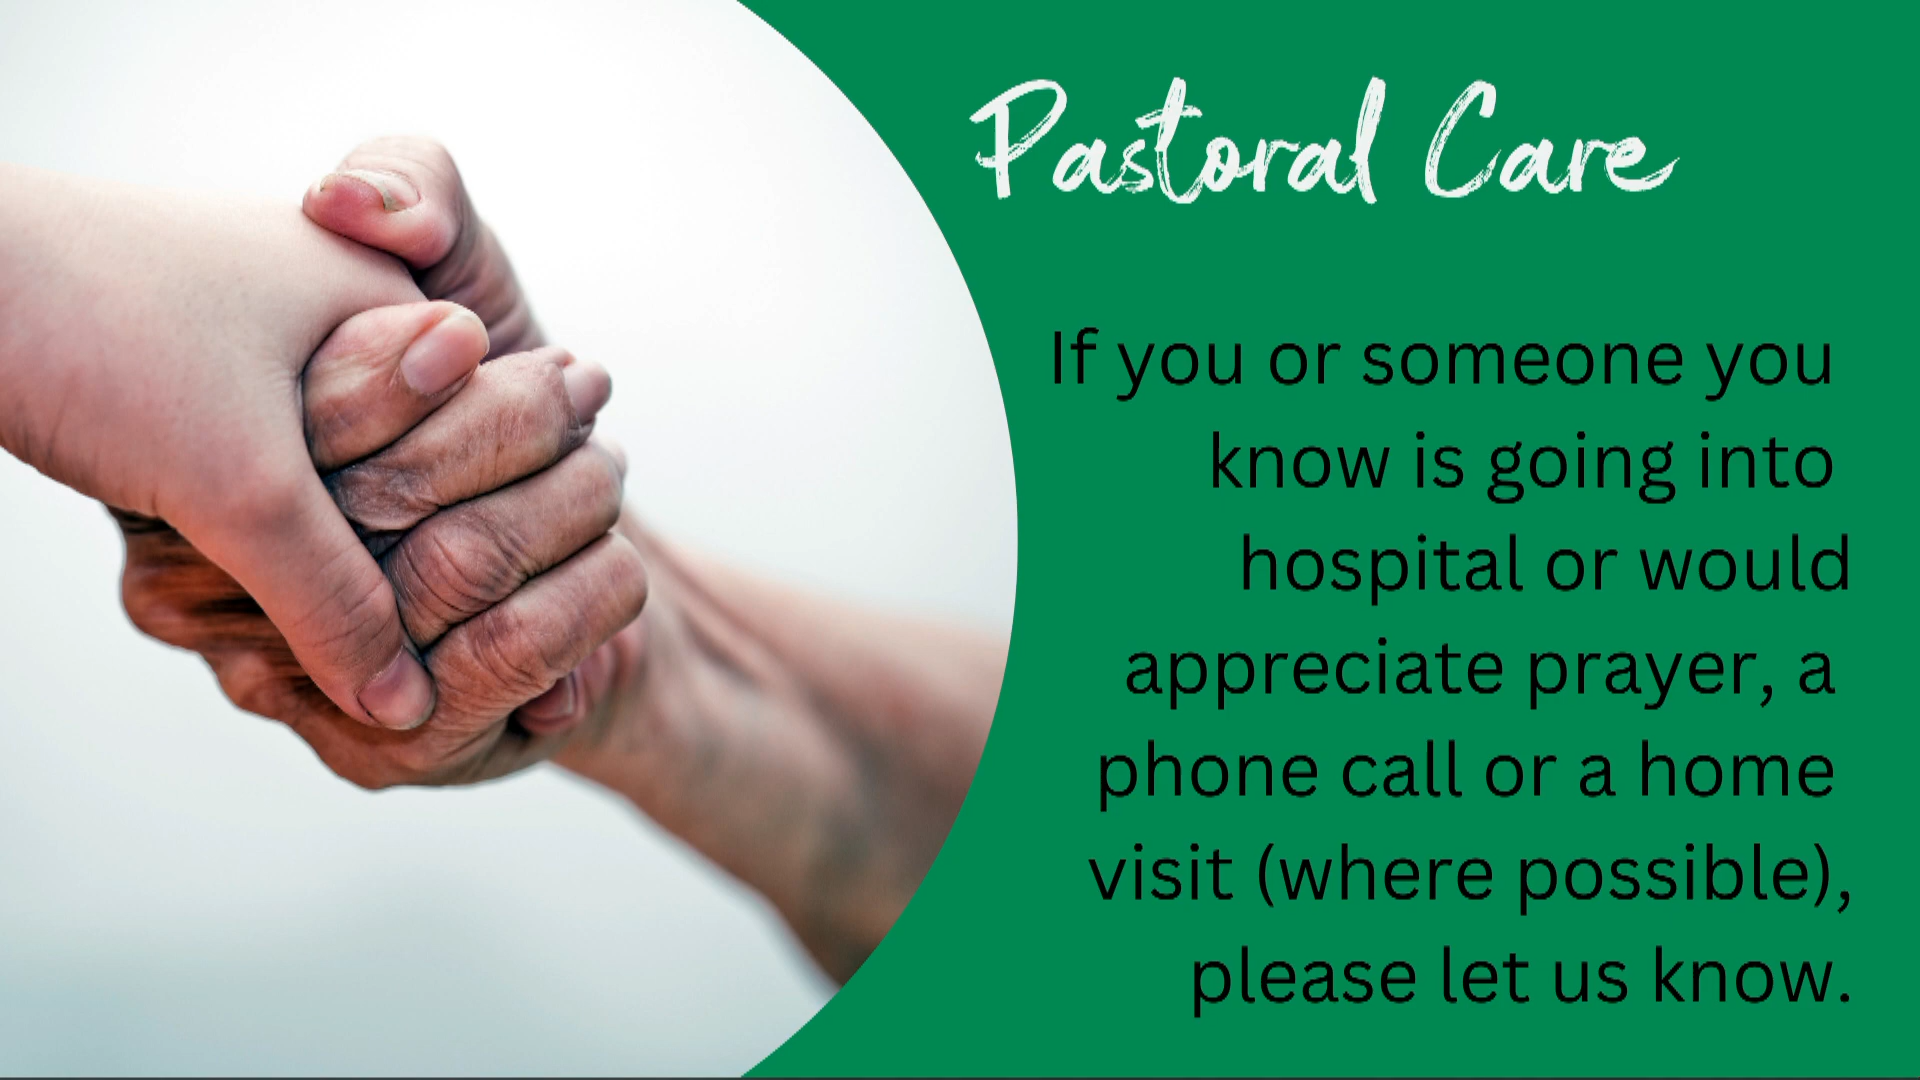 Pastoral Care
If you or someone you
know is going into
hospital or would
appreciate prayer, a
phone call or a home
visit (where possible),
please let us know.